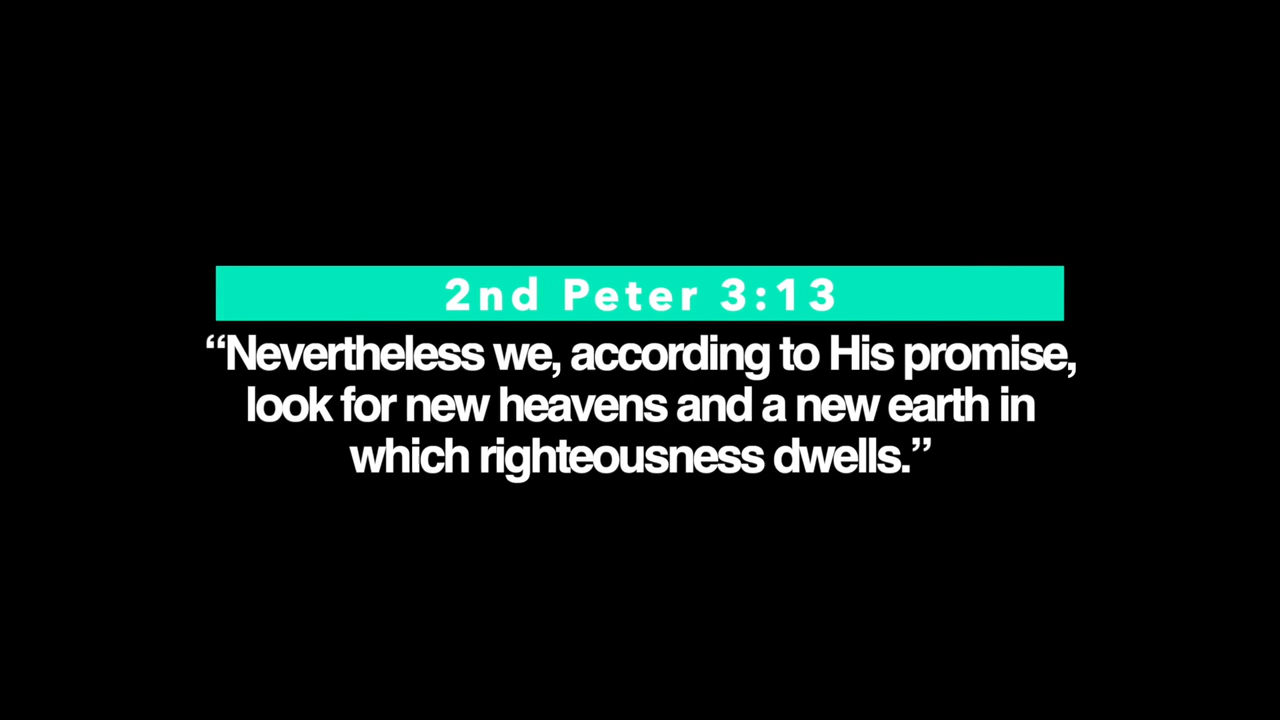 2nd Peter 3:13
“Nevertheless we, according to His promise,
look for new heavens and a new earth in
which righteousness dwells.”